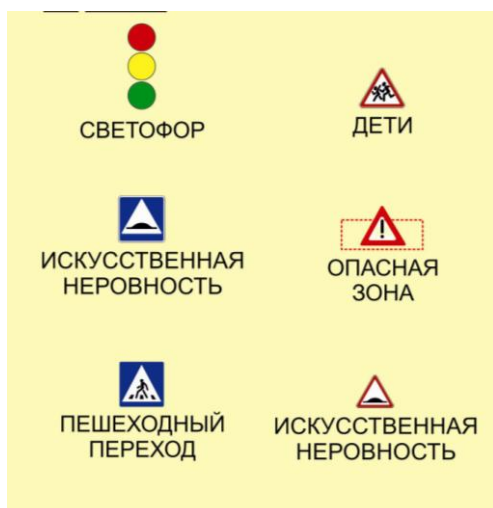 СВЕТОФОР
ДЕТИ
ИСКУССТВЕННАЯ
НЕРОВНОСТЬ
ОПАСНАЯ
ЗОНА
ПЕШЕХОДНЫЙ
ПЕРЕХОД
ИСКУССТВЕННАЯ
НЕРОВНОСТЬ